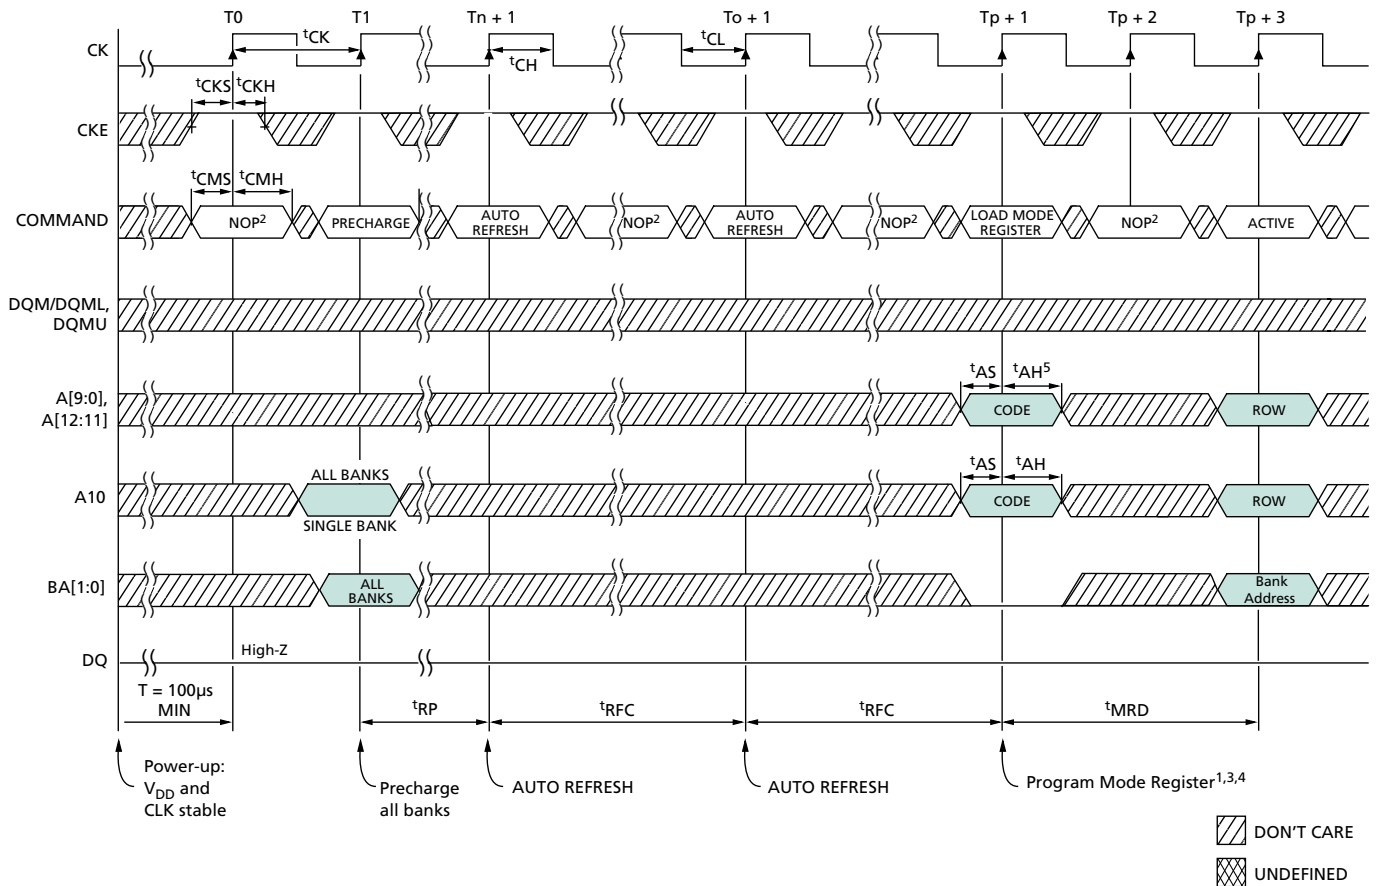 T0 T1 Tn + 1 To + 1 Tp + 1 Tp + 2 Tp + 3
CK
tCK
tCH
tCL
tCKS tCKH
CKE
tCMS tCMH
COMMAND
NOP2 PRECHARGE AUTO REFRESH NOP2 AUTO REFRESH NOP2 LOAD MODE REGISTER NOP2 ACTIVE
DQM/DQML,
DQMU
tAS tAH5
A[9:0],
A[12:11]
CODE ROW
ALL BANKS
tAS tAH
A10
CODE ROW
SINGLE BANK
BA[1:0]
ALL
BANKS
Bank
Address
DQ
High-Z
T = 100µs
MIN
tRP tRFC tRFC tMRD
Power-up:
VDD and
CLK stable
Precharge
all banks
AUTO REFRESH
AUTO REFRESH
Program Mode Register1,3,4
DON'T CARE
UNDEFINED